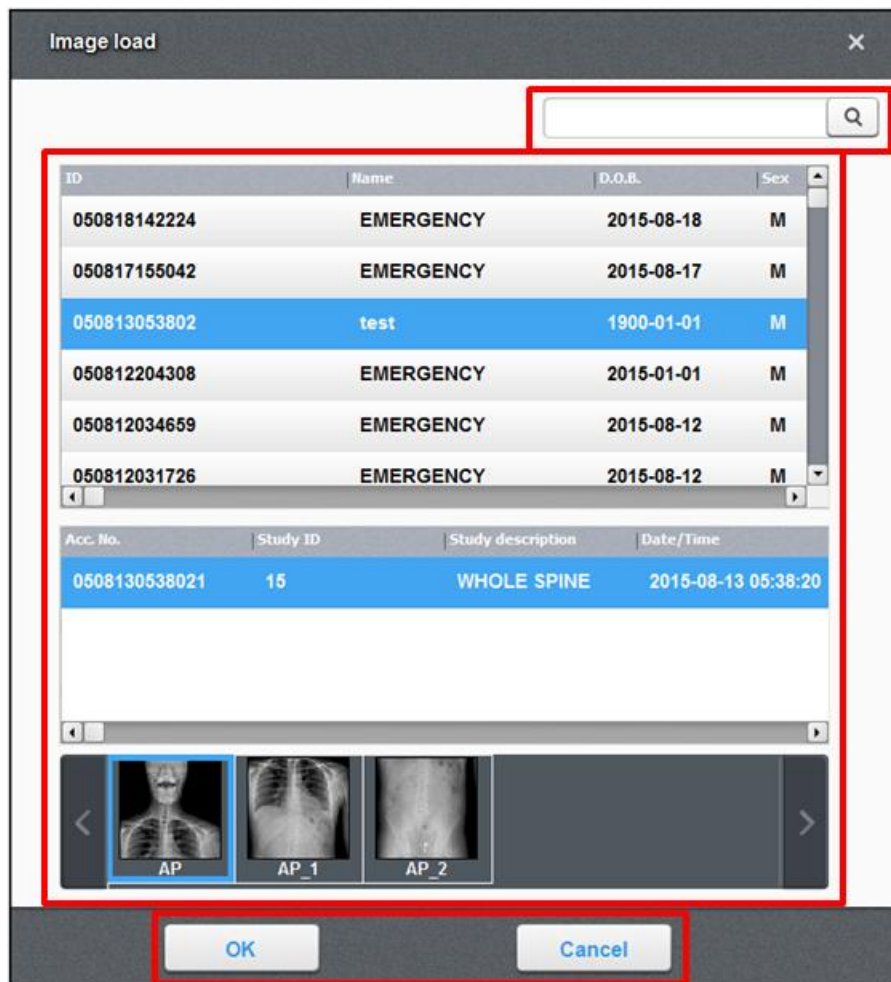 Image load
ID Name D.O.B. Sex
050818142224 EMERGENCY 2015-08-18 M
050817155042 EMERGENCY 2015-08-17 M
050813053802 test 1900-01-01 M
050812204308 EMERGENCY 2015-01-01 M
050812034659 EMERGENCY 2015-08-12 M
050812031726 EMERGENCY 2015-08-12 M
Acc. No. Study ID Study description Date/Time
0508130538021 15 WHOLE SPINE 2015-08-13 05:38:20
AP AP_1 AP_2
OK Cancel